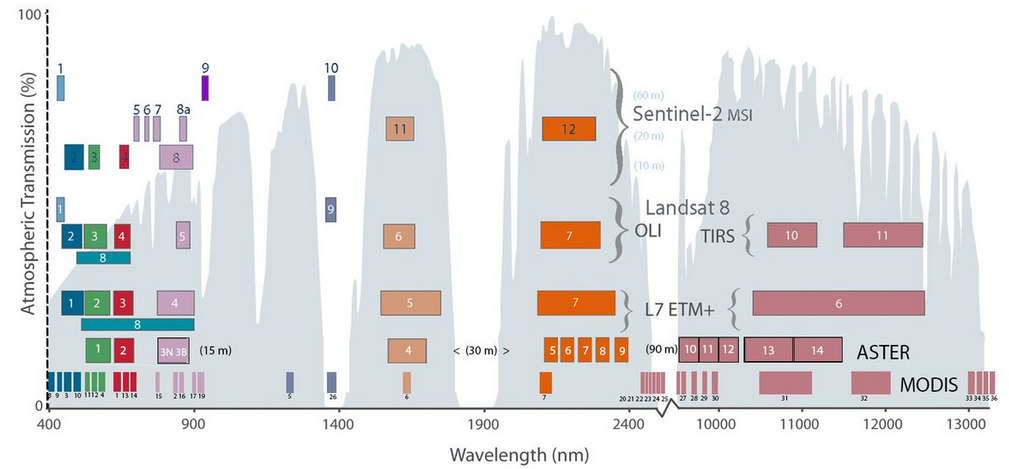 100
Atmospheric Transmission (%)
0
1
9
10
(60 m)
5 6 7 8a
11
12
Sentinel-2 MSI
(20 m)
2 3 4 8
(10 m)
1
9
Landsat 8
2 3 4 5
6
7
OLI
TIRS
10
11
8
1 2 3 4
5
7
L7 ETM+
6
8
1 2 3N 3B (15 m)
4
< (30 m) >
5 6 7 8 9
(90 m) 10 11 12 13 14 ASTER
MODIS
8 9 3 10 11 12 4 1 13 14 15 2 16 17 19 5 26 6 7 20 21 22 23 24 25 27 28 29 30 31 32 33 34 35 36
400 900 1400 1900 2400 10000 11000 12000 13000
Wavelength (nm)